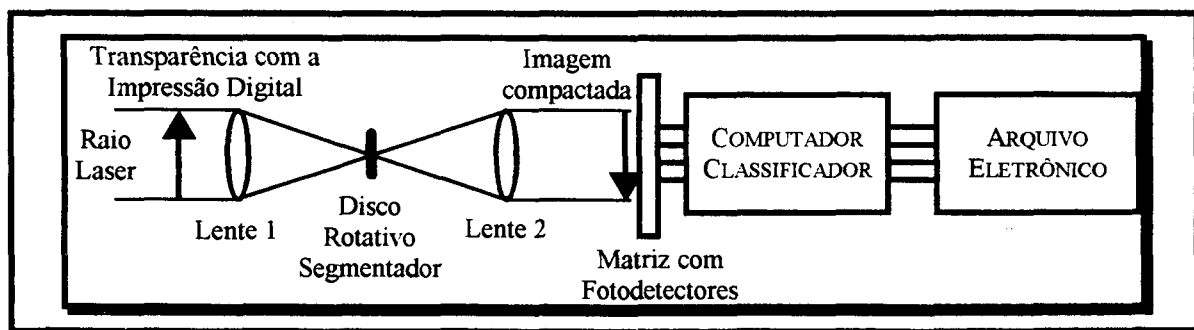 Transparência com a
Impressão Digital
Raio
Laser
Lente 1
Disco
Rotativo
Segmentador
Lente 2
Imagem
compactada
Matriz com
Fotodetectores
COMPUTADOR
CLASSIFICADOR
ARQUIVO
ELETRÔNICO